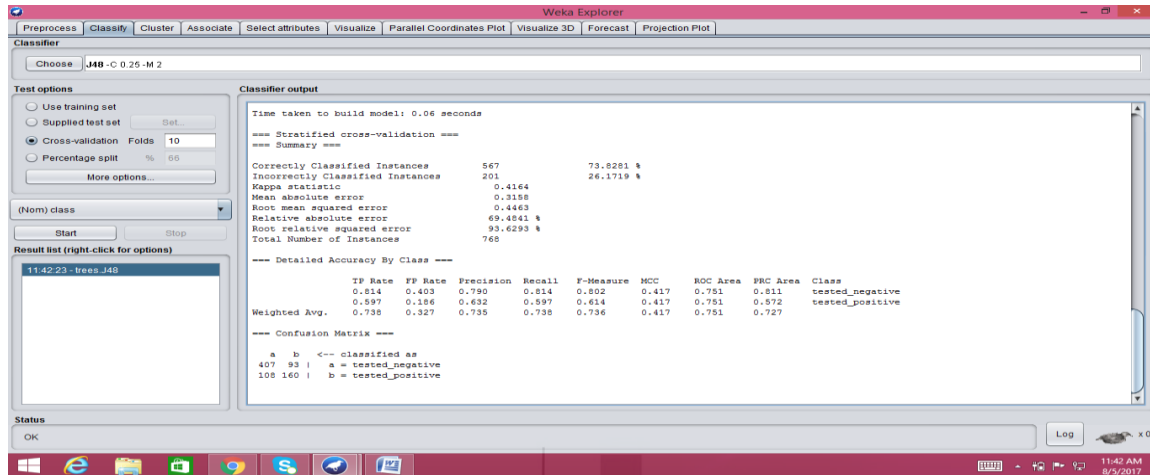 Weka Explorer
Preprocess Classify Cluster Associate Select attributes Visualize Parallel Coordinates Plot Visualize 3D Forecast Projection Plot
Classifier
Choose J48 -C 0.25 -M 2
Test options
Use training set
Supplied test set Set...
Cross-validation Folds 10
Percentage split % 66
More options...
(Nom) class
Start Stop
Result list (right-click for options)
11:42:23 - trees.J48
Classifier output
Time taken to build model: 0.06 seconds
=== Stratified cross-validation ===
=== Summary ===
Correctly Classified Instances 567 73.8281 %
Incorrectly Classified Instances 201 26.1719 %
Kappa statistic 0.4164
Mean absolute error 0.3158
Root mean squared error 0.4463
Relative absolute error 69.4841 %
Root relative squared error 93.6293 %
Total Number of Instances 768
=== Detailed Accuracy By Class ===
TP Rate FP Rate Precision Recall F-Measure MCC ROC Area PRC Area Class
0.814 0.403 0.790 0.814 0.802 0.417 0.751 0.811 tested_negative
0.597 0.186 0.632 0.597 0.614 0.417 0.751 0.572 tested_positive
Weighted Avg. 0.738 0.327 0.735 0.738 0.736 0.417 0.751 0.727
=== Confusion Matrix ===
a b <-- classified as
407 93 | a = tested_negative
108 160 | b = tested_positive
Status
OK
Log
x 0
11:42 AM
8/5/2017